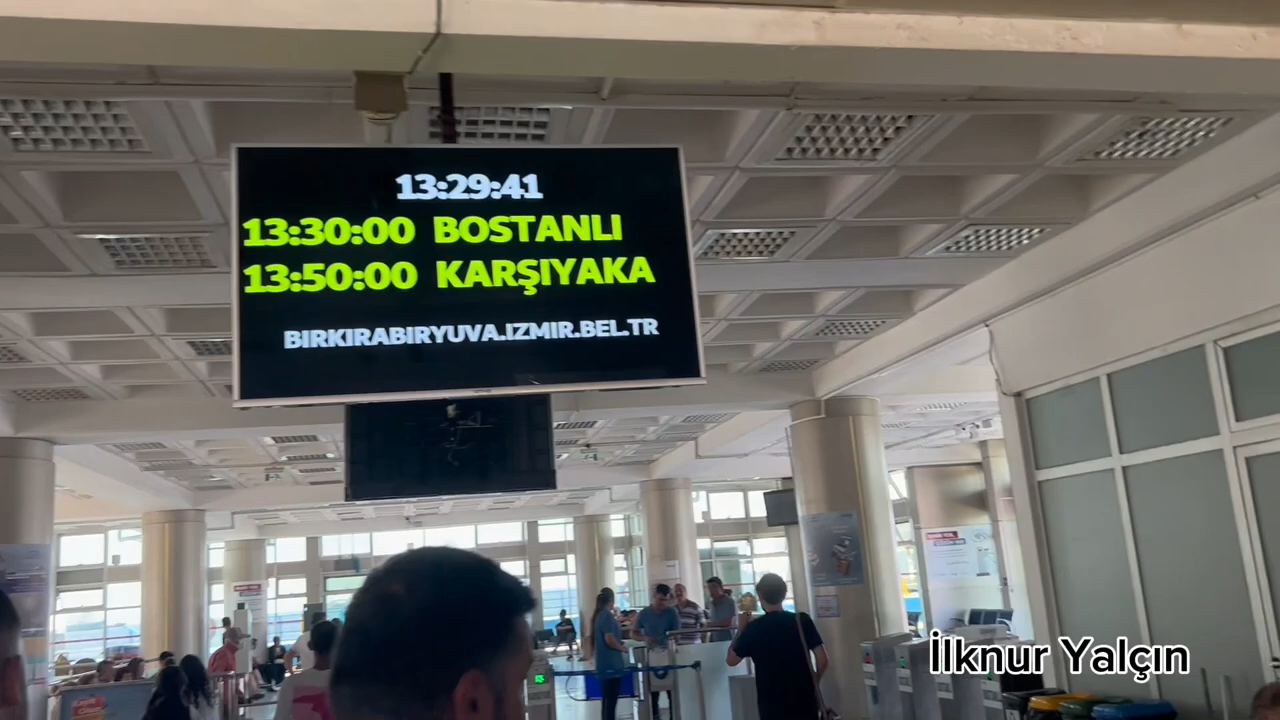 13:29:41
13:30:00 BOSTANLI
13:50:00 KARŞIYAKA
BIRKIRABIRYUVA.IZMIR.BEL.TR
İlknur Yalçın